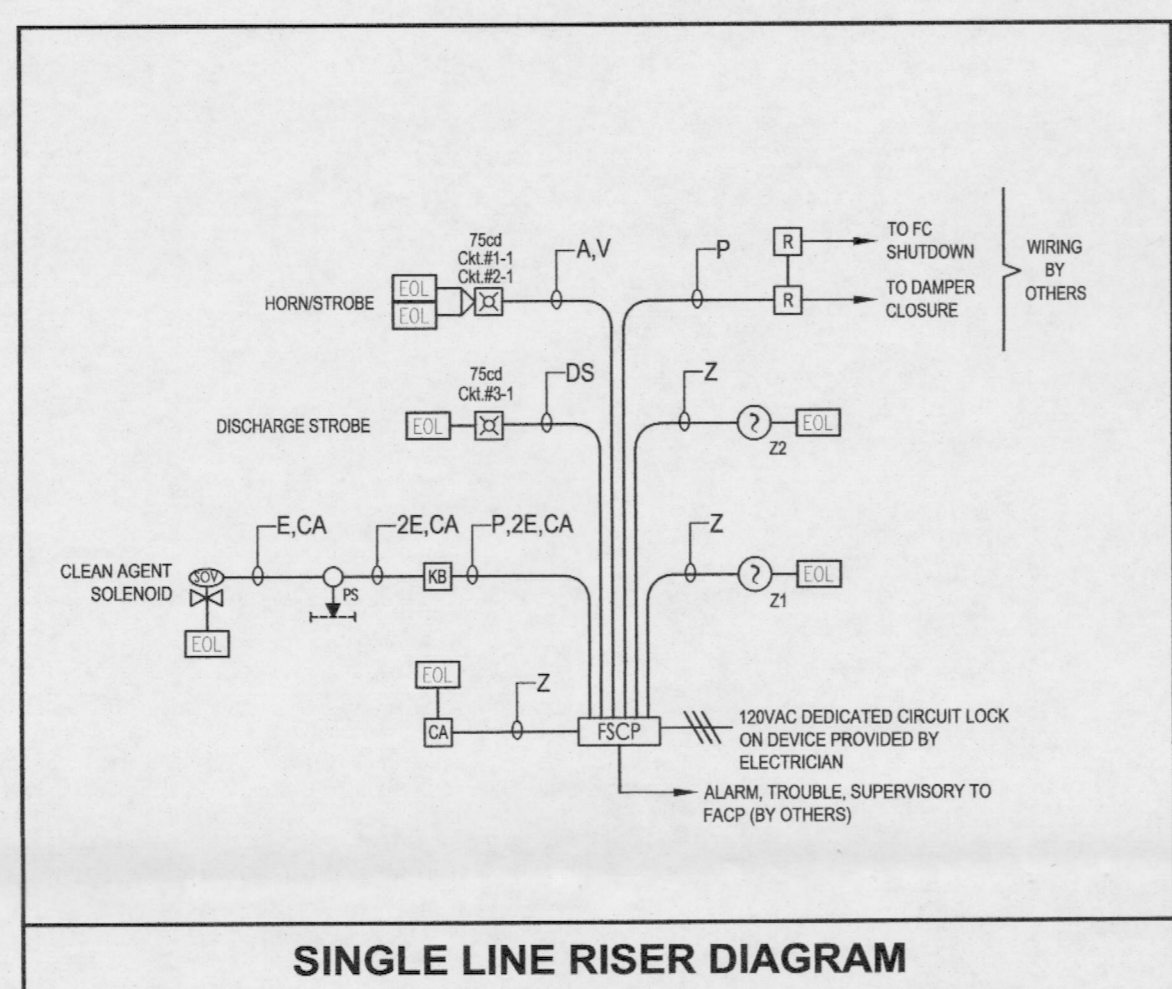 75cd
Ckt.#1-1
Ckt.#2-1
A,V
P
R
TO FC
SHUTDOWN
WIRING
BY
OTHERS
EOL
EOL
HORN/STROBE
R
TO DAMPER
CLOSURE
75cd
Ckt.#3-1
DS
Z
DISCHARGE STROBE
EOL
EOL
Z2
E,CA
2E,CA
P,2E,CA
Z
CLEAN AGENT
SOLENOID
SOV
KB
EOL
PS
Z1
EOL
EOL
Z
CA
FSCP
120VAC DEDICATED CIRCUIT LOCK
ON DEVICE PROVIDED BY
ELECTRICIAN
ALARM, TROUBLE, SUPERVISORY TO
FACP (BY OTHERS)
SINGLE LINE RISER DIAGRAM